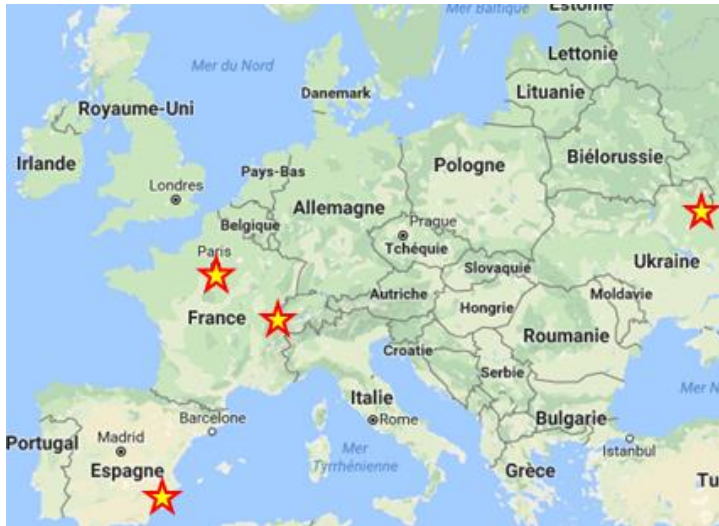 Estonie
Mer Baltique
Mer du Nord
Lettonie
Danemark
Lituanie
Royaume-Uni
Irlande
Biélorussie
Pologne
Pays-Bas
Londres
Allemagne
Belgique
Prague
Tchéquie
Paris
Ukraine
Slovaquie
Autriche
Moldavie
Hongrie
France
Roumanie
Croatie
Serbie
Mer N
Italie
Barcelone
Rome
Bulgarie
Portugal
Madrid
Mer
Tyrrhénienne
Istanbul
Espagne
Grèce
Tu